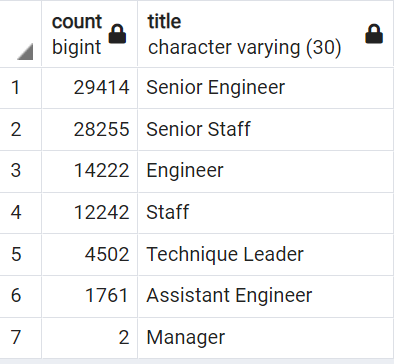 count title
bigint character varying (30)
1 29414 Senior Engineer
2 28255 Senior Staff
3 14222 Engineer
4 12242 Staff
5 4502 Technique Leader
6 1761 Assistant Engineer
7 2 Manager